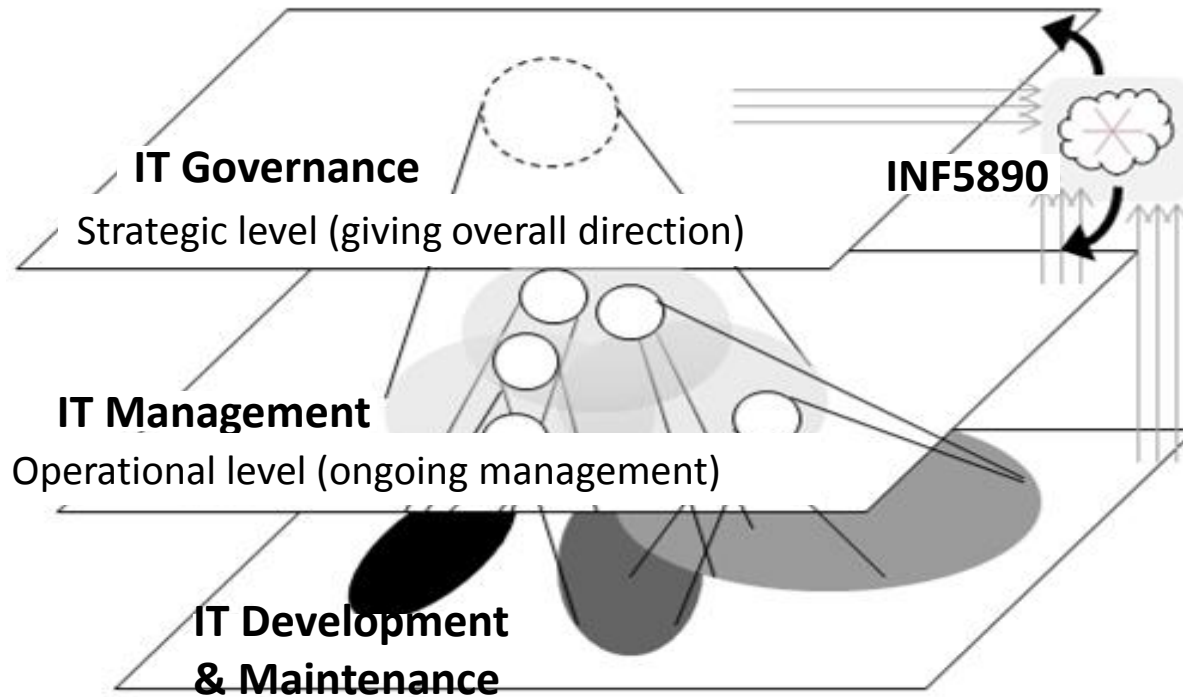 IT Governance
INF5890
Strategic level (giving overall direction)
IT Management
Operational level (ongoing management)
IT Development
& Maintenance